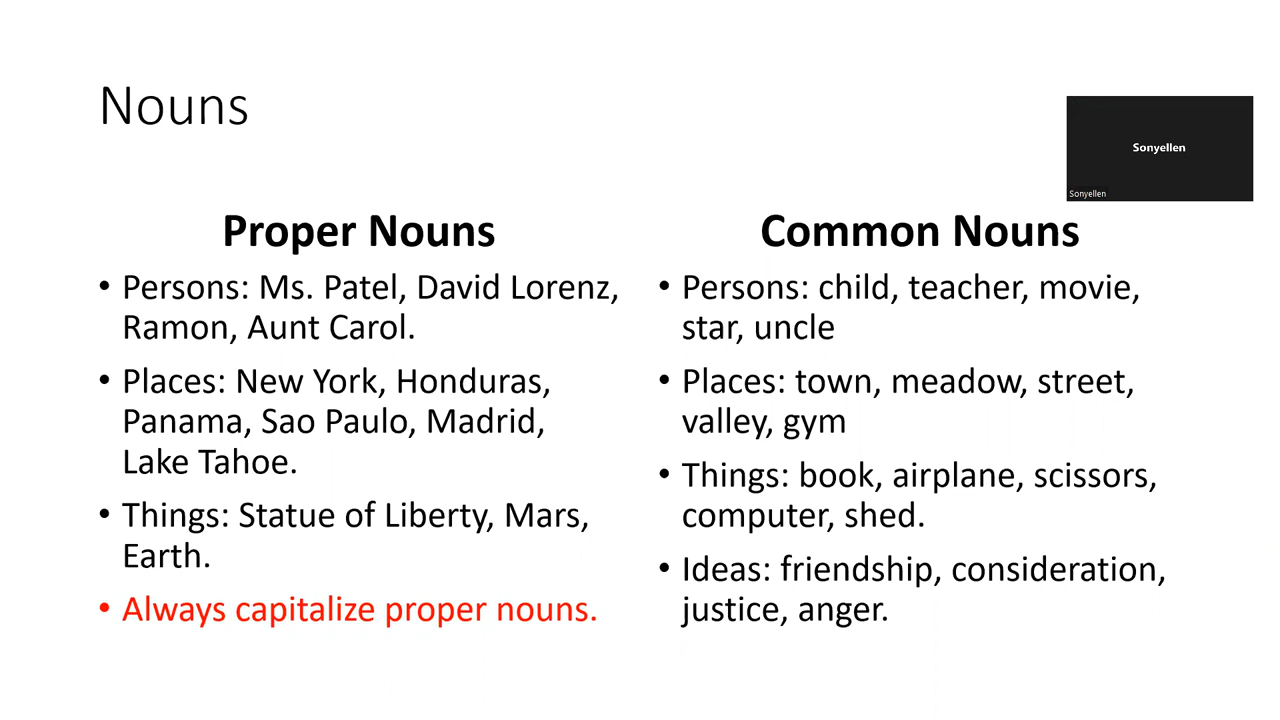 Nouns
Sonyellen
Sonyellen
Proper Nouns
• Persons: Ms. Patel, David Lorenz,
Ramon, Aunt Carol.
• Places: New York, Honduras,
Panama, Sao Paulo, Madrid,
Lake Tahoe.
• Things: Statue of Liberty, Mars,
Earth.
• Always capitalize proper nouns.
Common Nouns
• Persons: child, teacher, movie,
star, uncle
• Places: town, meadow, street,
valley, gym
• Things: book, airplane, scissors,
computer, shed.
• Ideas: friendship, consideration,
justice, anger.